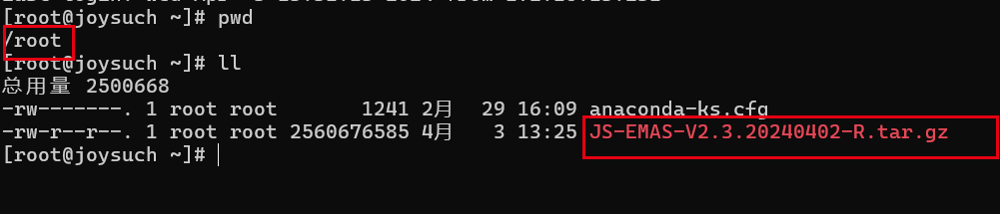 [root@joysuch ~]# pwd
/root
[root@joysuch ~]# ll
总用量 2500668
-rw-------. 1 root root       1241 2月   29 16:09 anaconda-ks.cfg
-rw-r--r--. 1 root root 2560676585 4月    3 13:25 JS-EMAS-V2.3.20240402-R.tar.gz
[root@joysuch ~]#